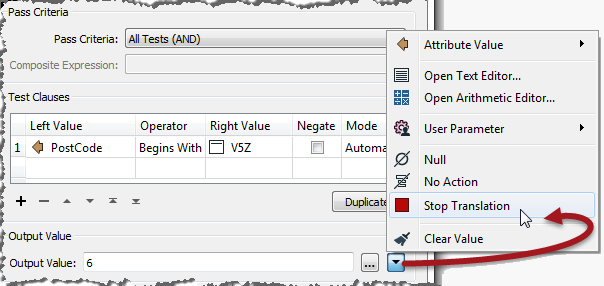 Pass Criteria
Pass Criteria: All Tests (AND)
Composite Expression:
Test Clauses
Left Value Operator Right Value Negate Mode
1 PostCode Begins With V5Z Automa
Duplicate
Output Value
Output Value: 6 ...
Attribute Value
Open Text Editor...
Open Arithmetic Editor...
User Parameter
Null
No Action
Stop Translation
Clear Value